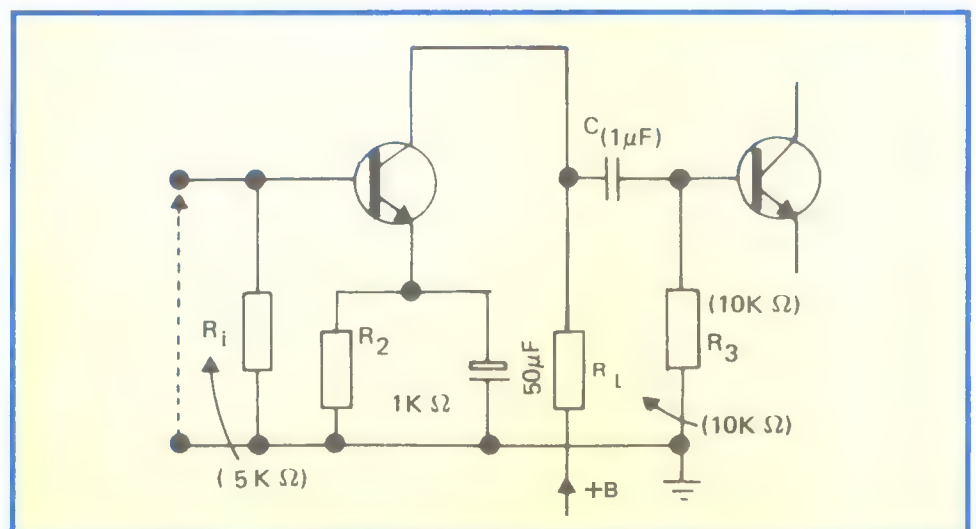 C(1µF)
(10K Ω)
R3
Ri
R2
50µF
RL
1K Ω
(10K Ω)
(5K Ω)
+B